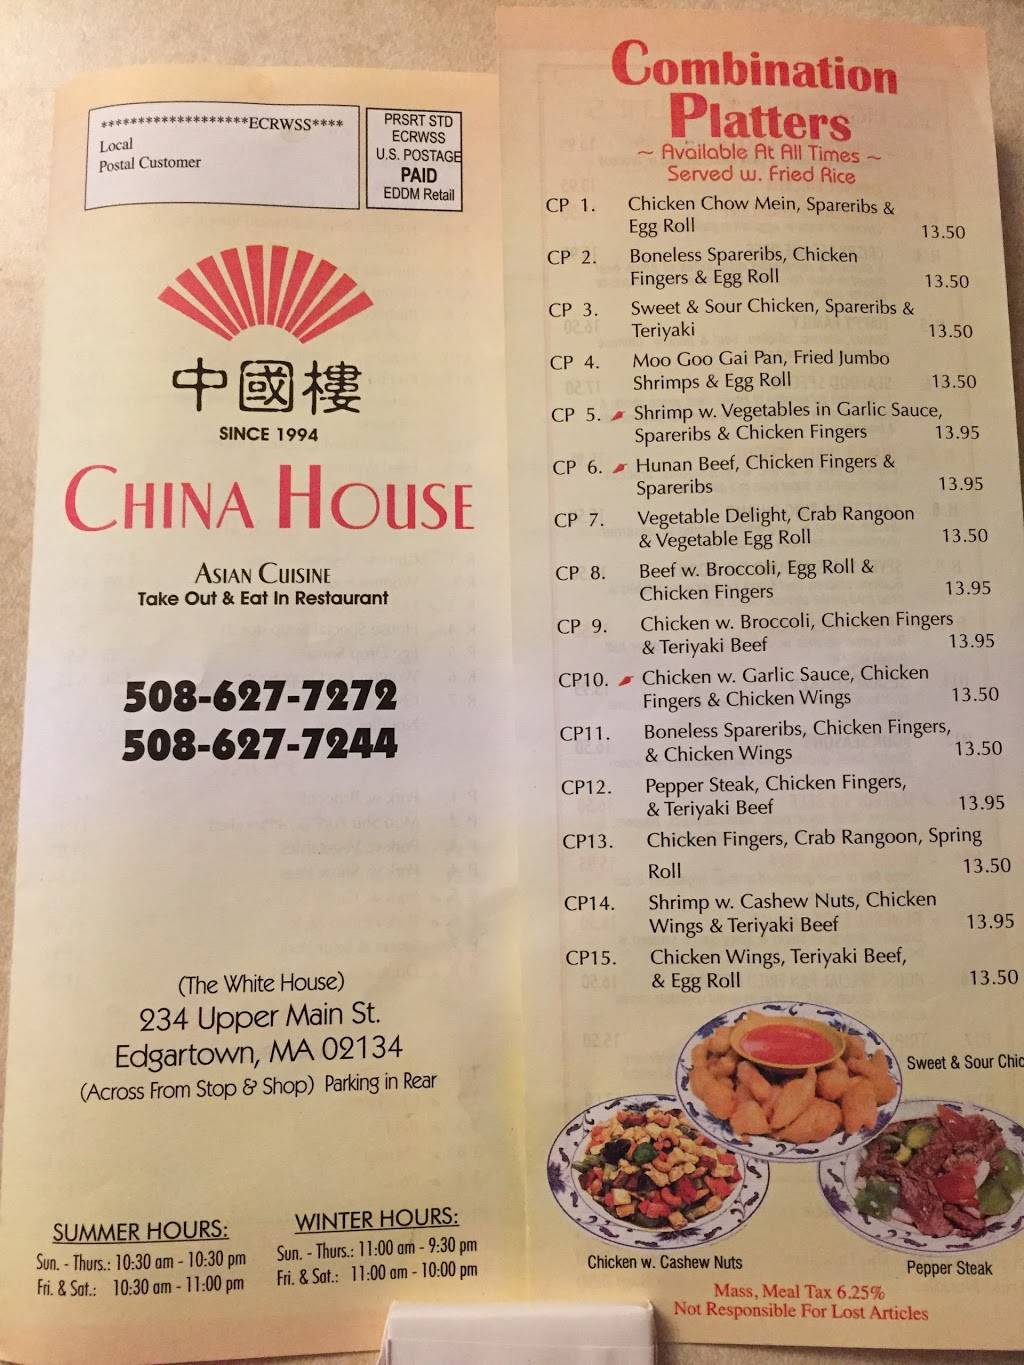 *******************ECRWSS****
Local
Postal Customer
PRSRT STD
ECRWSS
U.S. POSTAGE
PAID
EDDM Retail
中國樓
SINCE 1994
CHINA HOUSE
ASIAN CUISINE
Take Out & Eat In Restaurant
508-627-7272
508-627-7244
(The White House)
234 Upper Main St.
Edgartown, MA 02134
(Across From Stop & Shop) Parking in Rear
SUMMER HOURS:
Sun. - Thurs.: 10:30 am - 10:30 pm
Fri. & Sat.: 10:30 am - 11:00 pm
WINTER HOURS:
Sun. - Thurs.: 11:00 am - 9:30 pm
Fri. & Sat.: 11:00 am - 10:00 pm
Combination
Platters
~ Available At All Times ~
Served w. Fried Rice
CP 1. Chicken Chow Mein, Spareribs &
Egg Roll 13.50
CP 2. Boneless Spareribs, Chicken
Fingers & Egg Roll 13.50
CP 3. Sweet & Sour Chicken, Spareribs &
Teriyaki 13.50
CP 4. Moo Goo Gai Pan, Fried Jumbo
Shrimps & Egg Roll 13.50
CP 5. Shrimp w. Vegetables in Garlic Sauce,
Spareribs & Chicken Fingers 13.95
CP 6. Hunan Beef, Chicken Fingers &
Spareribs 13.95
CP 7. Vegetable Delight, Crab Rangoon
& Vegetable Egg Roll 13.50
CP 8. Beef w. Broccoli, Egg Roll &
Chicken Fingers 13.95
CP 9. Chicken w. Broccoli, Chicken Fingers
& Teriyaki Beef 13.95
CP10. Chicken w. Garlic Sauce, Chicken
Fingers & Chicken Wings 13.50
CP11. Boneless Spareribs, Chicken Fingers,
& Chicken Wings 13.50
CP12. Pepper Steak, Chicken Fingers,
& Teriyaki Beef 13.95
CP13. Chicken Fingers, Crab Rangoon, Spring
Roll 13.50
CP14. Shrimp w. Cashew Nuts, Chicken
Wings & Teriyaki Beef 13.95
CP15. Chicken Wings, Teriyaki Beef,
& Egg Roll 13.50
Sweet & Sour Chic
Chicken w. Cashew Nuts
Pepper Steak
Mass, Meal Tax 6.25%
Not Responsible For Lost Articles